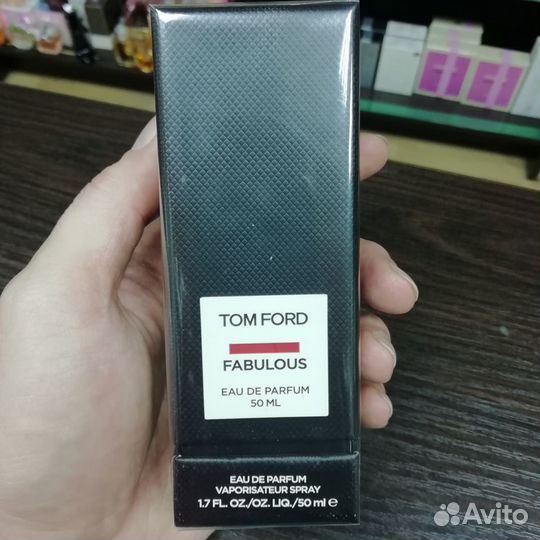 TOM FORD
FABULOUS
EAU DE PARFUM
50 ML
EAU DE PARFUM
VAPORISATEUR SPRAY
1.7 FL. OZ./OZ. LIQ./50 ml e
Avito